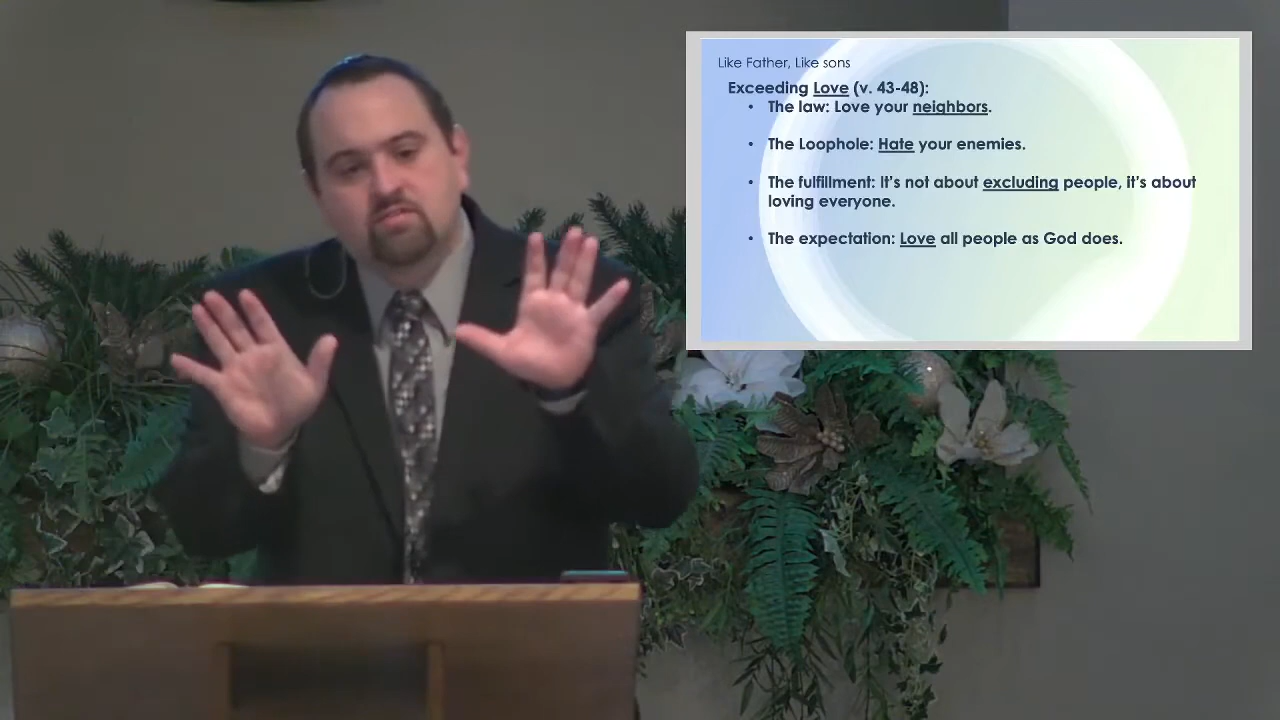 Like Father, Like sons
Exceeding Love (v. 43-48):
• The law: Love your neighbors.
• The Loophole: Hate your enemies.
• The fulfillment: It's not about excluding people, it's about
loving everyone.
• The expectation: Love all people as God does.